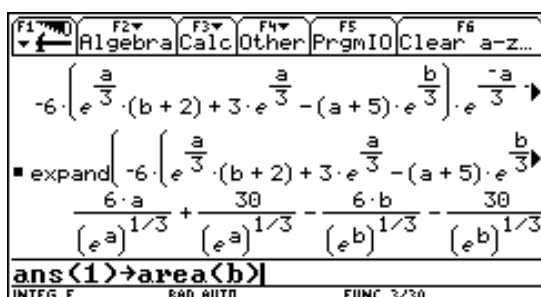 F1 F2 Algebra F3 Calc F4 Other F5 PrgmIO F6 Clear a-z…
-6·(e^(a/3)·(b + 2) + 3·e^(a/3) -(a + 5)·e^(b/3))·e^(-a/3)·▶
▪ expand(-6·(e^(a/3)·(b + 2) + 3·e^(a/3) -(a + 5)·e^(b/3)▶
6·a/(e^a)^1/3 + 30/(e^a)^1/3 - 6·b/(e^b)^1/3 - 30/(e^b)^1/3
ans(1)→area(b)
RAD AUTO FUNC 3/30